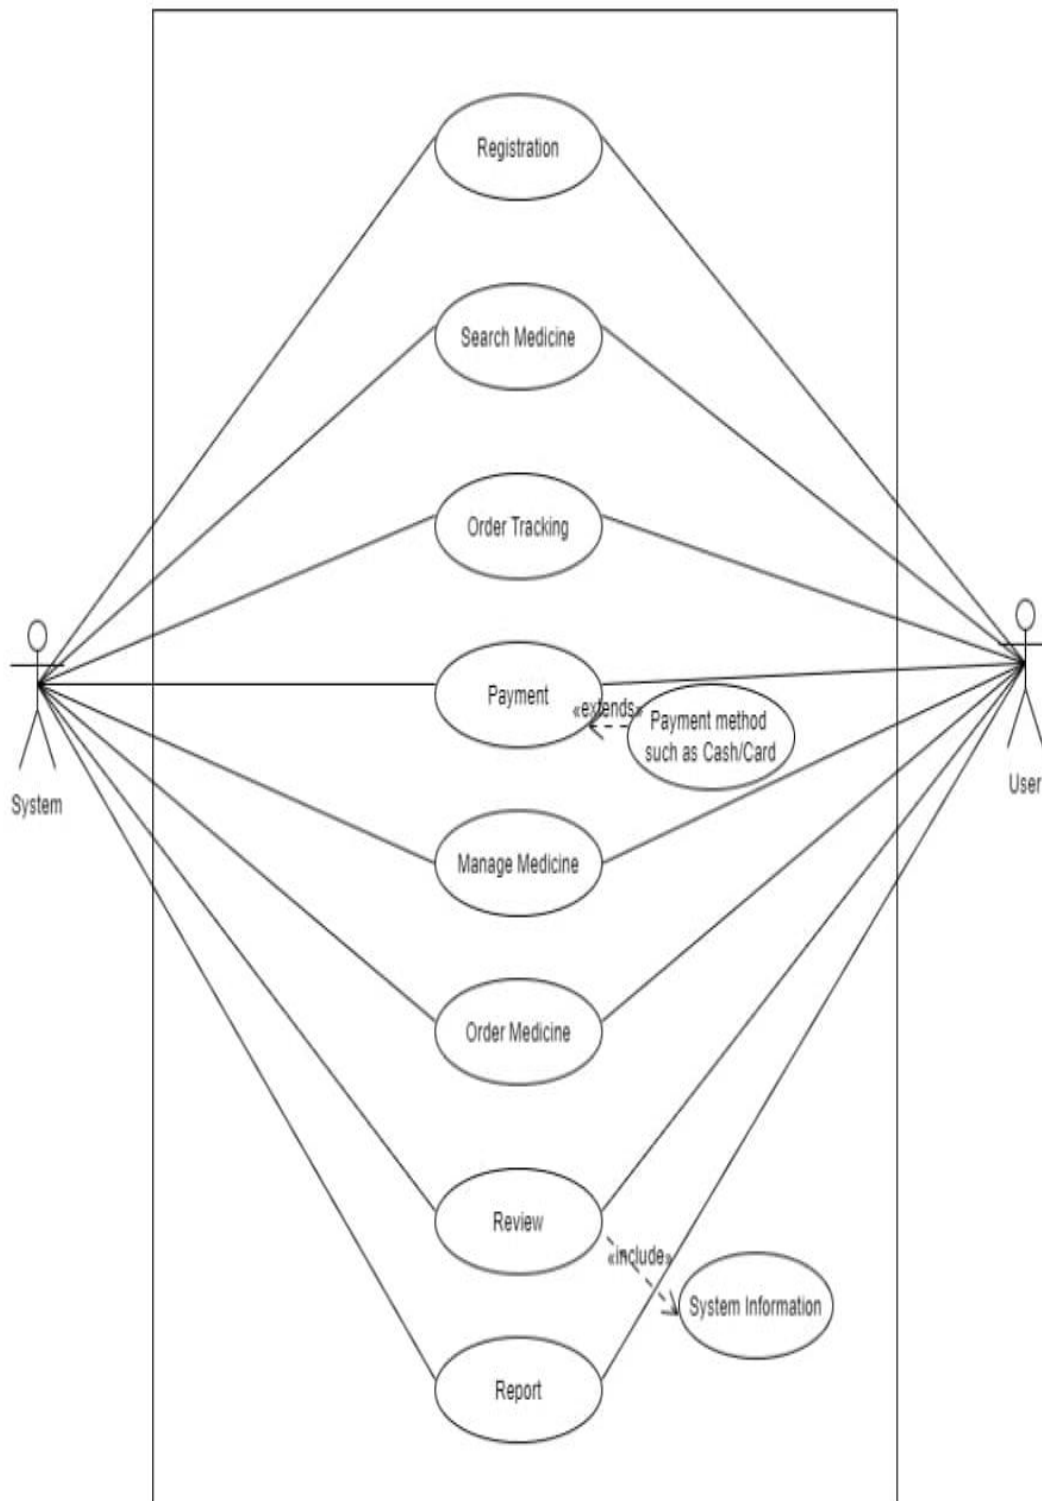 Registration
Search Medicine
Order Tracking
Payment
«extends»
Payment method
such as Cash/Card
System
User
Manage Medicine
Order Medicine
Review
«include»
System Information
Report